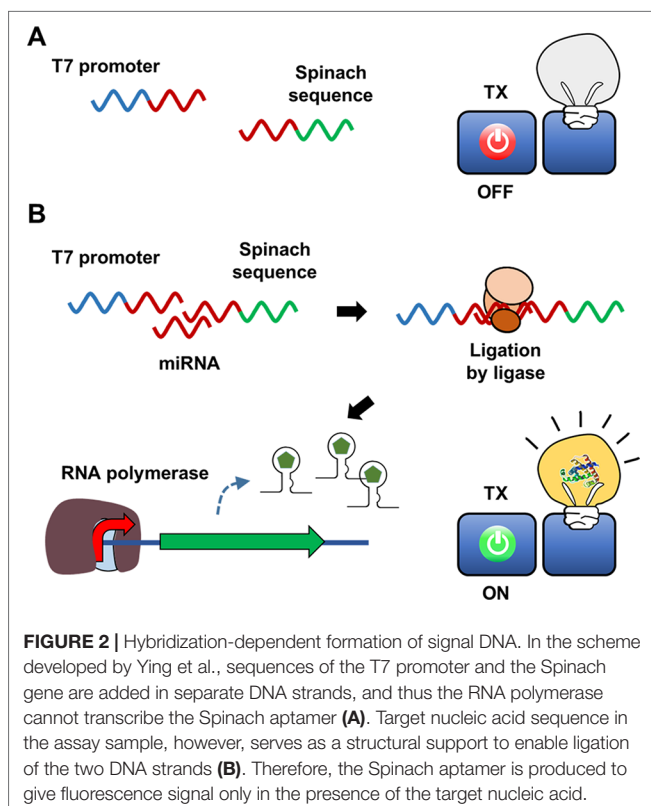 A
T7 promoter
Spinach
sequence
TX
OFF
B
T7 promoter
Spinach
sequence
miRNA
Ligation
by ligase
RNA polymerase
TX
ON
FIGURE 2 | Hybridization-dependent formation of signal DNA. In the scheme
developed by Ying et al., sequences of the T7 promoter and the Spinach
gene are added in separate DNA strands, and thus the RNA polymerase
cannot transcribe the Spinach aptamer (A). Target nucleic acid sequence in
the assay sample, however, serves as a structural support to enable ligation
of the two DNA strands (B). Therefore, the Spinach aptamer is produced to
give fluorescence signal only in the presence of the target nucleic acid.